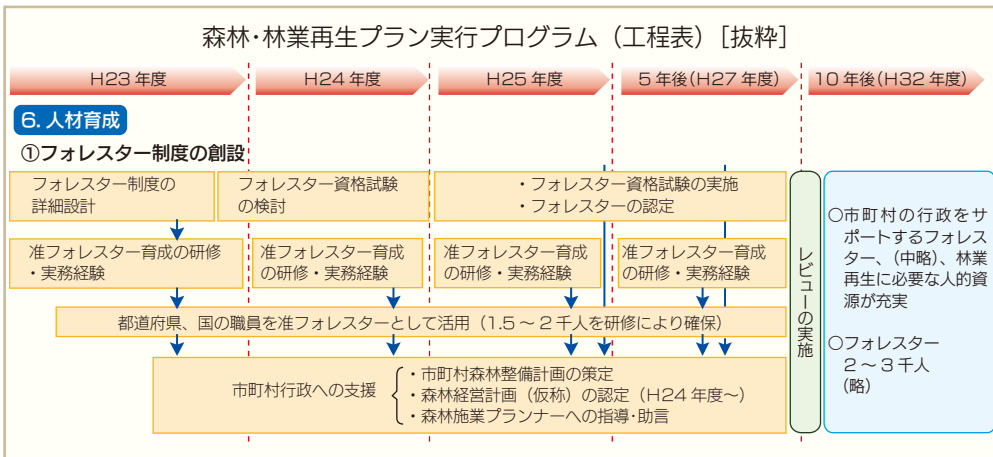 森林・林業再生プラン実行プログラム（工程表）［抜粋］
H23年度
H24年度
H25年度
5年後（H27年度）
10年後（H32年度）
6. 人材育成
①フォレスター制度の創設
フォレスター制度の
詳細設計
フォレスター資格試験
の検討
・フォレスター資格試験の実施
・フォレスターの認定
准フォレスター育成の研修
・実務経験
准フォレスター育成
の研修・実務経験
准フォレスター育成
の研修・実務経験
准フォレスター育成
の研修・実務経験
都道府県、国の職員を准フォレスターとして活用（1.5～2千人を研修により確保）
市町村行政への支援
・市町村森林整備計画の策定
・森林経営計画（仮称）の認定（H24年度～）
・森林施業プランナーへの指導・助言
レビューの実施
○市町村の行政をサ
ポートするフォレス
ター、（中略）、林業
再生に必要な人的資
源が充実
○フォレスター
2～3千人
（略）